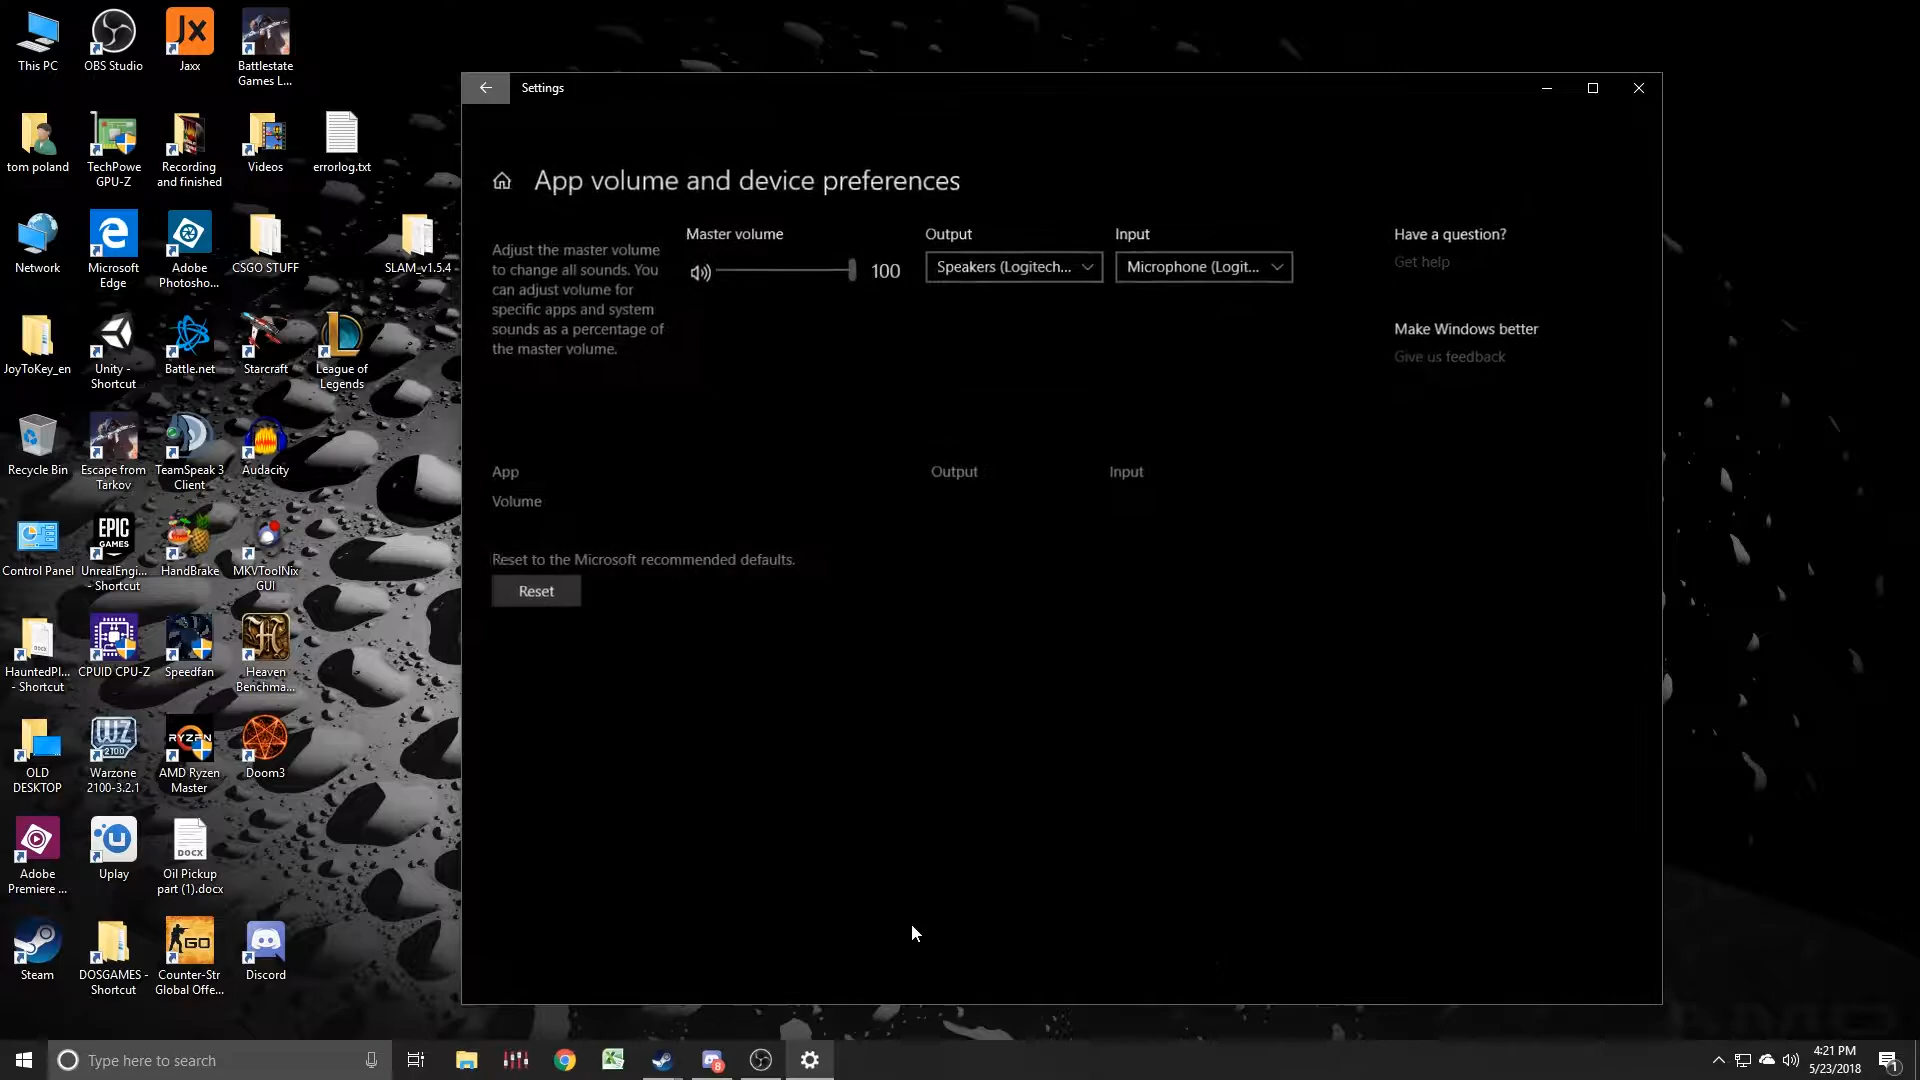 This PC
OBS Studio
Jaxx
Battlestate
Games L...
tom poland
TechPowe
GPU-Z
Recording
and finished
Videos
errorlog.txt
Network
Microsoft
Edge
Adobe
Photosho...
CSGO STUFF
SLAM_v1.5.4
JoyToKey_en
Unity -
Shortcut
Battle.net
Starcraft
League of
Legends
Recycle Bin
Escape from
Tarkov
TeamSpeak 3
Client
Audacity
EPIC
GAMES
Control Panel
UnrealEngi...
- Shortcut
HandBrake
MKVToolNix
GUI
HauntedPl...
- Shortcut
CPUID CPU-Z
Speedfan
Heaven
Benchma...
OLD
DESKTOP
WZ
2100
Warzone
2100-3.2.1
RYZEN
AMD Ryzen
Master
Doom3
Adobe
Premiere ...
Uplay
DOCX
Oil Pickup
part (1).docx
Steam
DOSGAMES -
Shortcut
GO
Counter-Str
Global Offe...
Discord
Settings
App volume and device preferences
Adjust the master volume
to change all sounds. You
can adjust volume for
specific apps and system
sounds as a percentage of
the master volume.
Master volume
100
Output
Speakers (Logitech...
Input
Microphone (Logit...
Have a question?
Get help
Make Windows better
Give us feedback
App
Volume
Output
Input
Reset to the Microsoft recommended defaults.
Reset
Type here to search
4:21 PM
5/23/2018
1